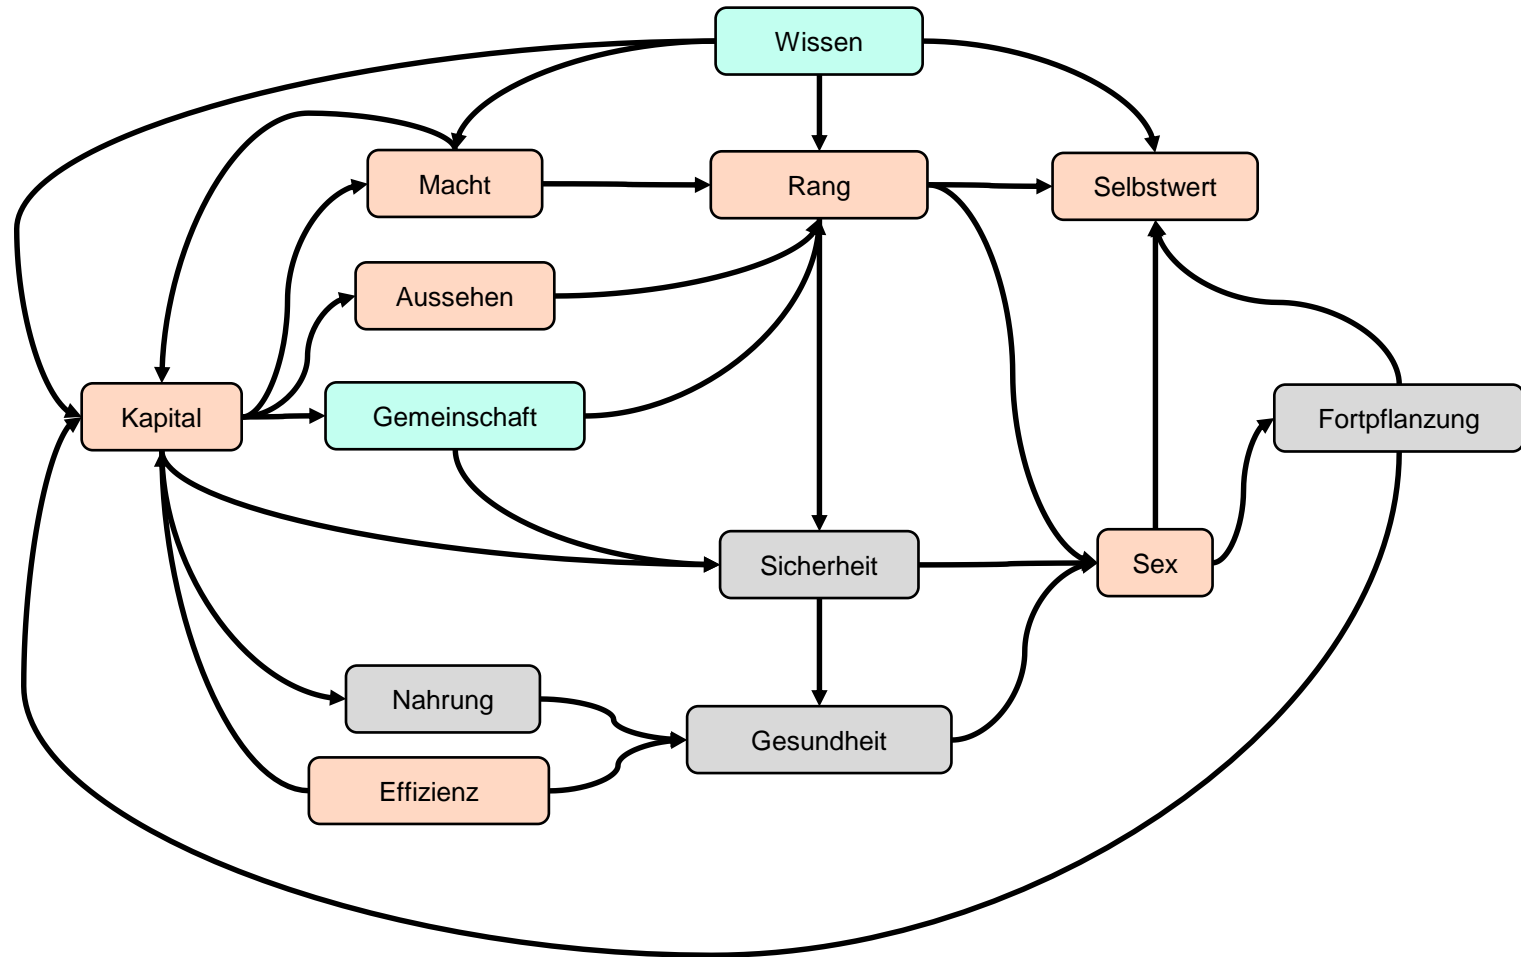 Wissen
Macht
Rang
Selbstwert
Aussehen
Kapital
Gemeinschaft
Fortpflanzung
Sicherheit
Sex
Nahrung
Gesundheit
Effizienz